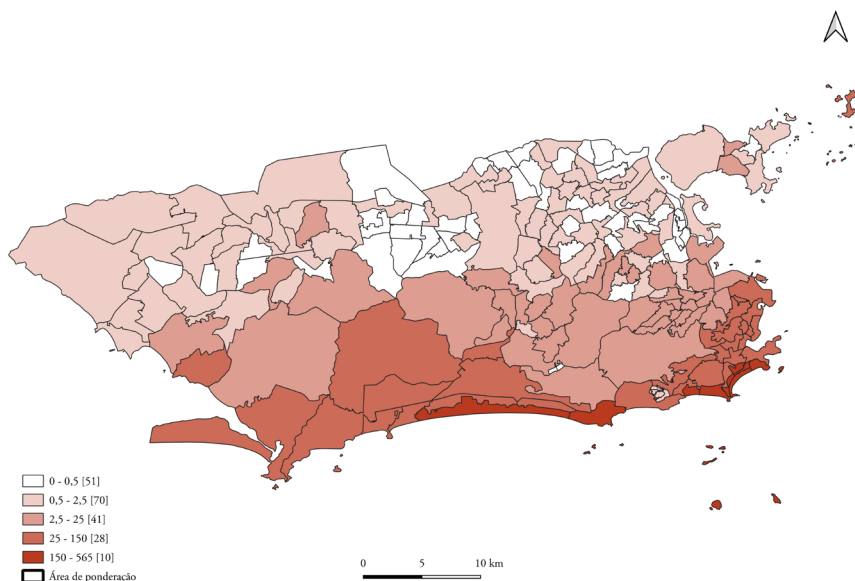 0 - 0,5 [51]
0,5 - 2,5 [70]
2,5 - 25 [41]
25 - 150 [28]
150 - 565 [10]
Área de ponderação
0 5 10 km